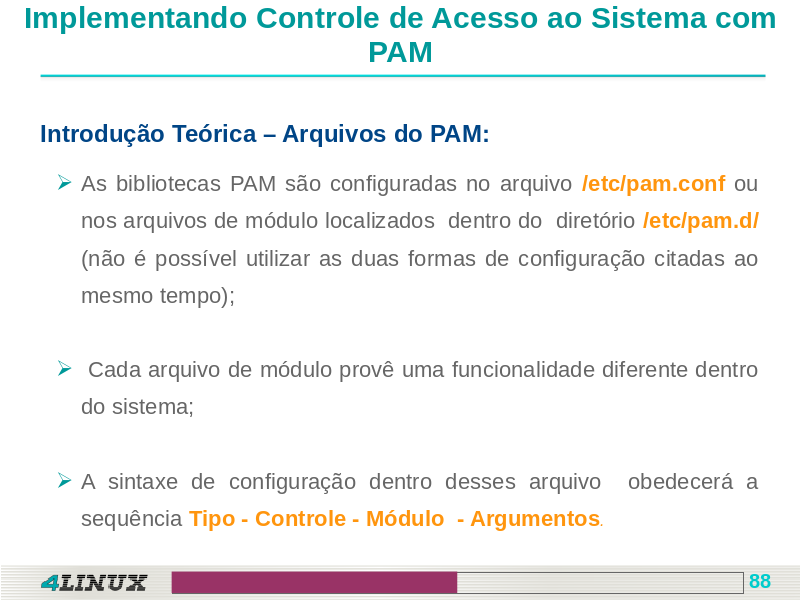 Implementando Controle de Acesso ao Sistema com
PAM
Introdução Teórica – Arquivos do PAM:
As bibliotecas PAM são configuradas no arquivo /etc/pam.conf ou
nos arquivos de módulo localizados dentro do diretório /etc/pam.d/
(não é possível utilizar as duas formas de configuração citadas ao
mesmo tempo);
Cada arquivo de módulo provê uma funcionalidade diferente dentro
do sistema;
A sintaxe de configuração dentro desses arquivo obedecerá a
sequência Tipo - Controle - Módulo - Argumentos.
4LINUX
88